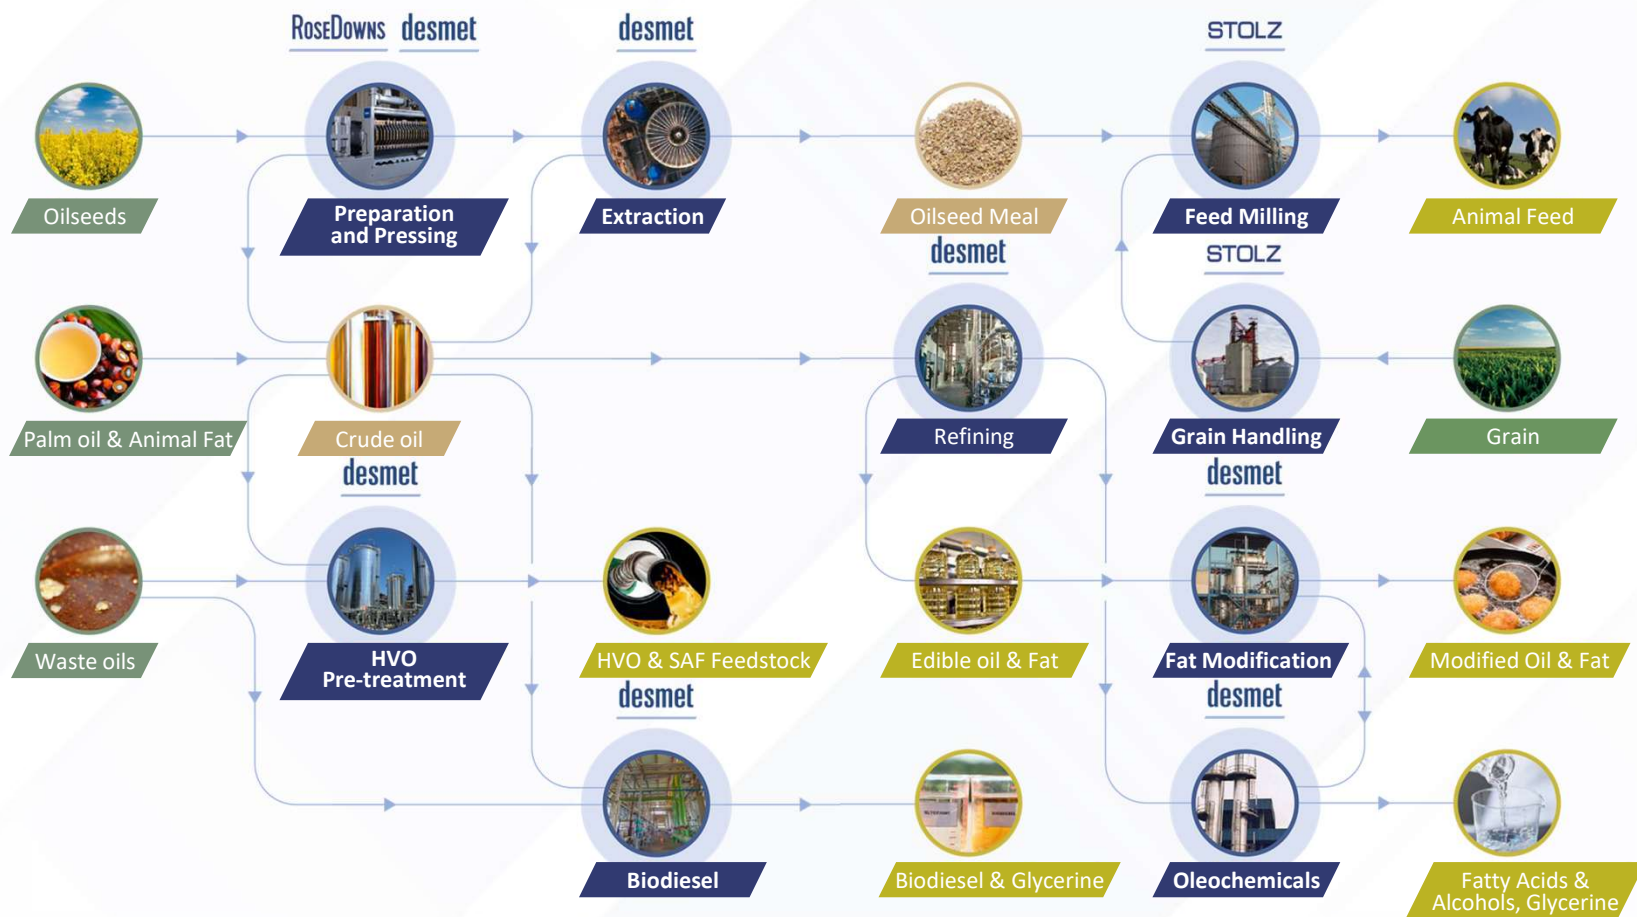 RoseDowns desmet
desmet
STOLZ
Oilseeds
Preparation
and Pressing
Extraction
Oilseed Meal
Feed Milling
Animal Feed
desmet
STOLZ
Palm oil & Animal Fat
Crude oil
Refining
Grain Handling
Grain
desmet
desmet
Waste oils
HVO
Pre-treatment
HVO & SAF Feedstock
Edible oil & Fat
Fat Modification
Modified Oil & Fat
desmet
desmet
Biodiesel
Biodiesel & Glycerine
Oleochemicals
Fatty Acids &
Alcohols, Glycerine